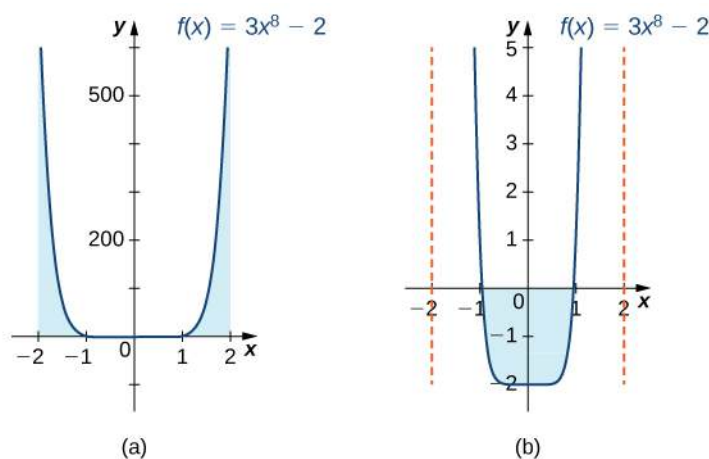 y
f(x) = 3x⁸ − 2
500
200
−2 −1 0 1 2 x
(a)
y
f(x) = 3x⁸ − 2
5
4
3
2
1
−2 −1 0 1 2 x
−1
−2
(b)